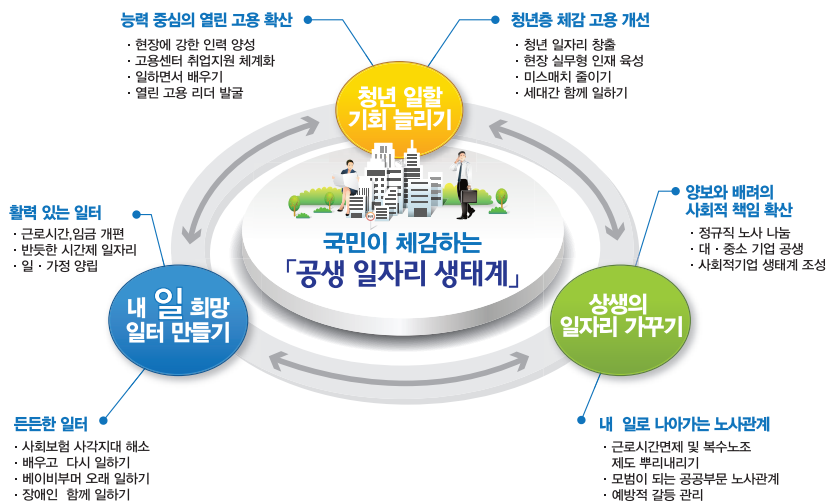 능력 중심의 열린 고용 확산
· 현장에 강한 인력 양성
· 고용센터 취업지원 체계화
· 일하면서 배우기
· 열린 고용 리더 발굴
청년층 체감 고용 개선
· 청년 일자리 창출
· 현장 실무형 인재 육성
· 미스매치 줄이기
· 세대간 함께 일하기
청년 일할
기회 늘리기
활력 있는 일터
· 근로시간,임금 개편
· 반듯한 시간제 일자리
· 일 · 가정 양립
양보와 배려의
사회적 책임 확산
· 정규직 노사 나눔
· 대 · 중소 기업 공생
· 사회적기업 생태계 조성
국민이 체감하는
「공생 일자리 생태계」
내 일 희망
일터 만들기
상생의
일자리 가꾸기
든든한 일터
· 사회보험 사각지대 해소
· 배우고 다시 일하기
· 베이비부머 오래 일하기
· 장애인 함께 일하기
내 일로 나아가는 노사관계
· 근로시간면제 및 복수노조
제도 뿌리내리기
· 모범이 되는 공공부문 노사관계
· 예방적 갈등 관리